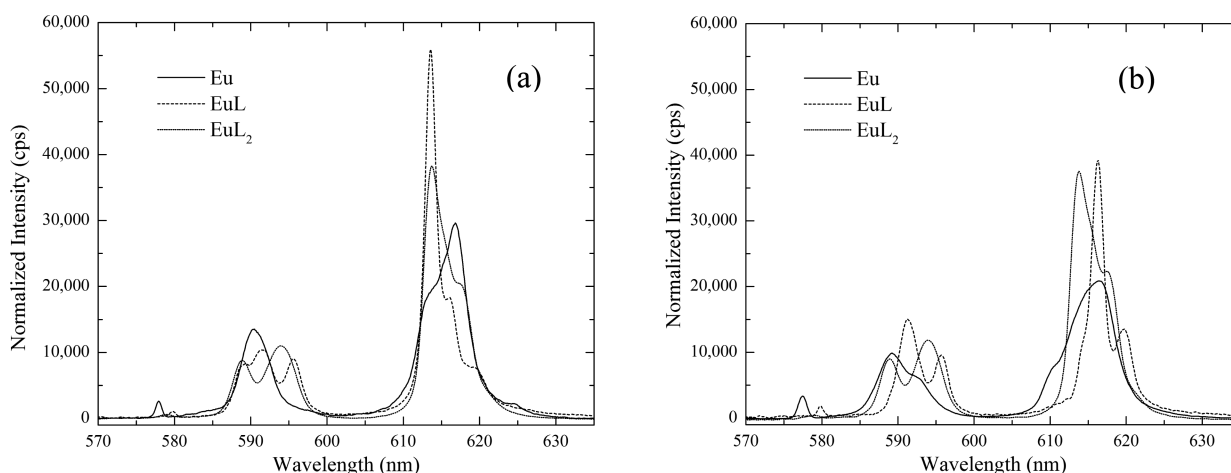 60,000
50,000
40,000
30,000
20,000
10,000
0
Normalized Intensity (cps)
570 580 590 600 610 620 630
Wavelength (nm)
Eu
EuL
EuL₂
(a)
60,000
50,000
40,000
30,000
20,000
10,000
0
Normalized Intensity (cps)
570 580 590 600 610 620 630
Wavelength (nm)
Eu
EuL
EuL₂
(b)